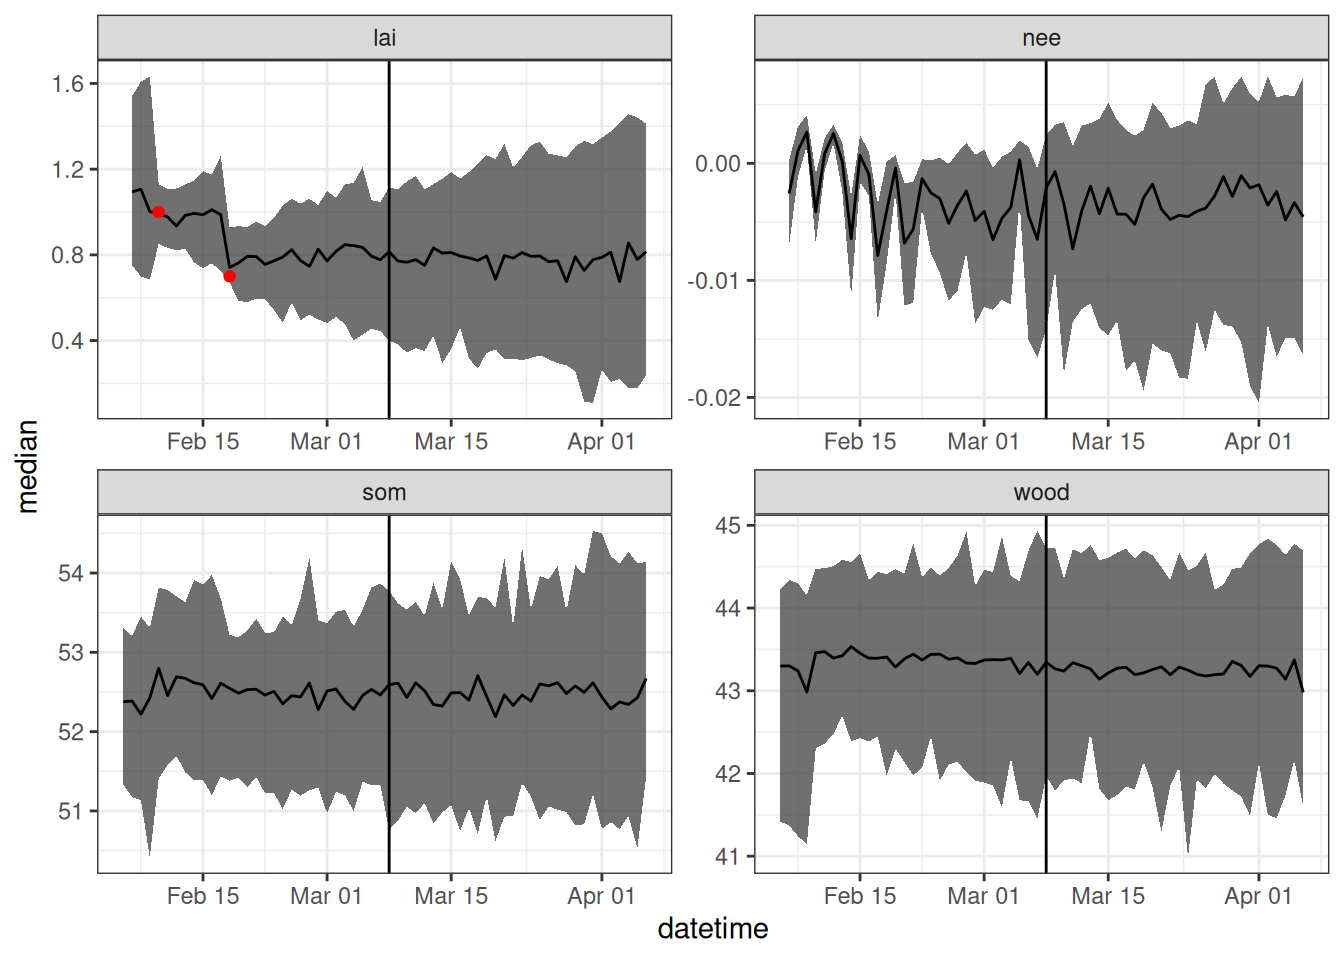 lai
nee
1.6
1.2
0.8
0.4
0.00
-0.01
-0.02
Feb 15 Mar 01 Mar 15 Apr 01
Feb 15 Mar 01 Mar 15 Apr 01
median
som
wood
54
53
52
51
45
44
43
42
41
Feb 15 Mar 01 Mar 15 Apr 01
Feb 15 Mar 01 Mar 15 Apr 01
datetime